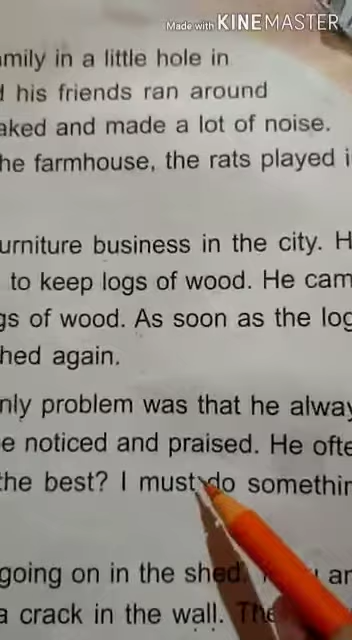 Made with KINEMASTER
mily in a little hole in
his friends ran around
aked and made a lot of noise.
he farmhouse, the rats played i
urniture business in the city. H
to keep logs of wood. He cam
gs of wood. As soon as the log
hed again.
nly problem was that he alway
e noticed and praised. He ofte
the best? I must do somethin
going on in the shed.
a crack in the wall.